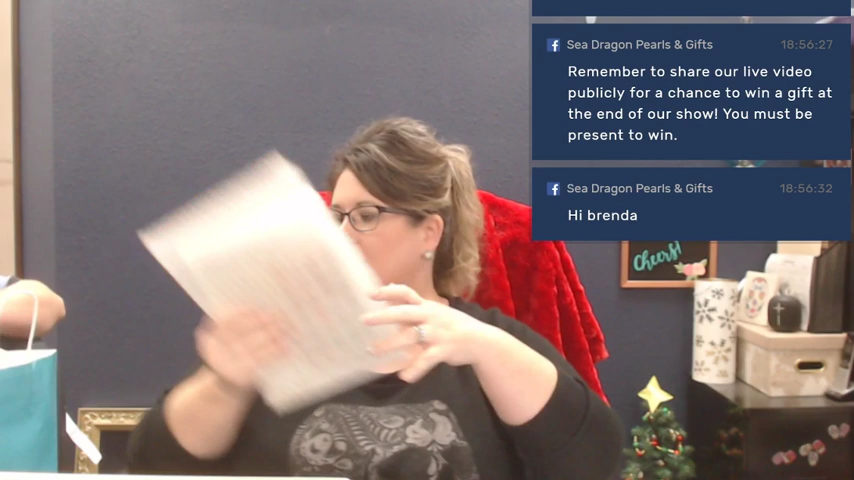 Sea Dragon Pearls & Gifts 18:56:27
Remember to share our live video
publicly for a chance to win a gift at
the end of our show! You must be
present to win.
Sea Dragon Pearls & Gifts 18:56:32
Hi brenda
Cheers!